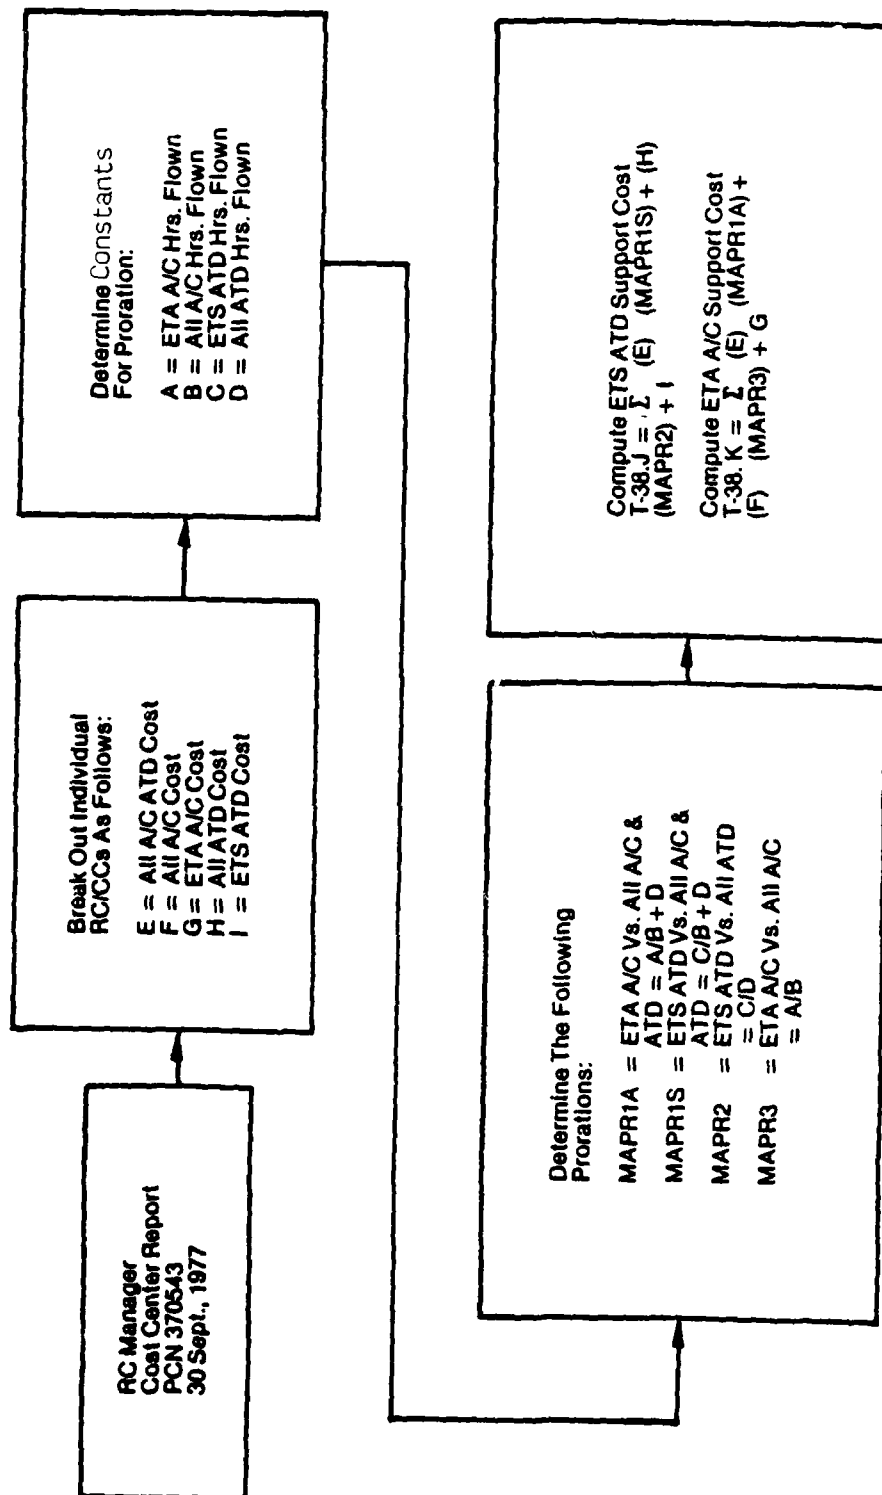 RC Manager
Cost Center Report
PCN 370543
30 Sept., 1977
Break Out Individual
RC/CCs As Follows:
E = All A/C ATD Cost
F = All A/C Cost
G = ETA A/C Cost
H = All ATD Cost
I = ETS ATD Cost
Determine Constants
For Proration:
A = ETA A/C Hrs. Flown
B = All A/C Hrs. Flown
C = ETS ATD Hrs. Flown
D = All ATD Hrs. Flown
Determine The Following
Prorations:
MAPR1A = ETA A/C Vs. All A/C &
ATD = A/B + D
MAPR1S = ETS ATD Vs. All A/C &
ATD = C/B + D
MAPR2 = ETS ATD Vs. All ATD
= C/D
MAPR3 = ETA A/C Vs. All A/C
= A/B
Compute ETS ATD Support Cost
T-38.J = Σ (E) (MAPR1S) + (H)
(MAPR2) + I
Compute ETA A/C Support Cost
T-38. K = Σ (E) (MAPR1A) +
(F) (MAPR3) + G